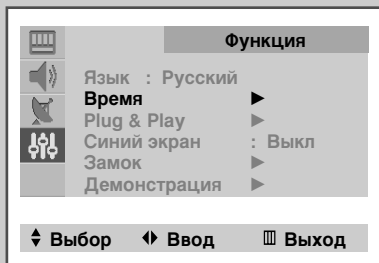 Функция
Язык : Русский
Время ►
Plug & Play ►
Синий экран : Выкл
Замок ►
Демонстрация ►
Выбор Ввод Выход